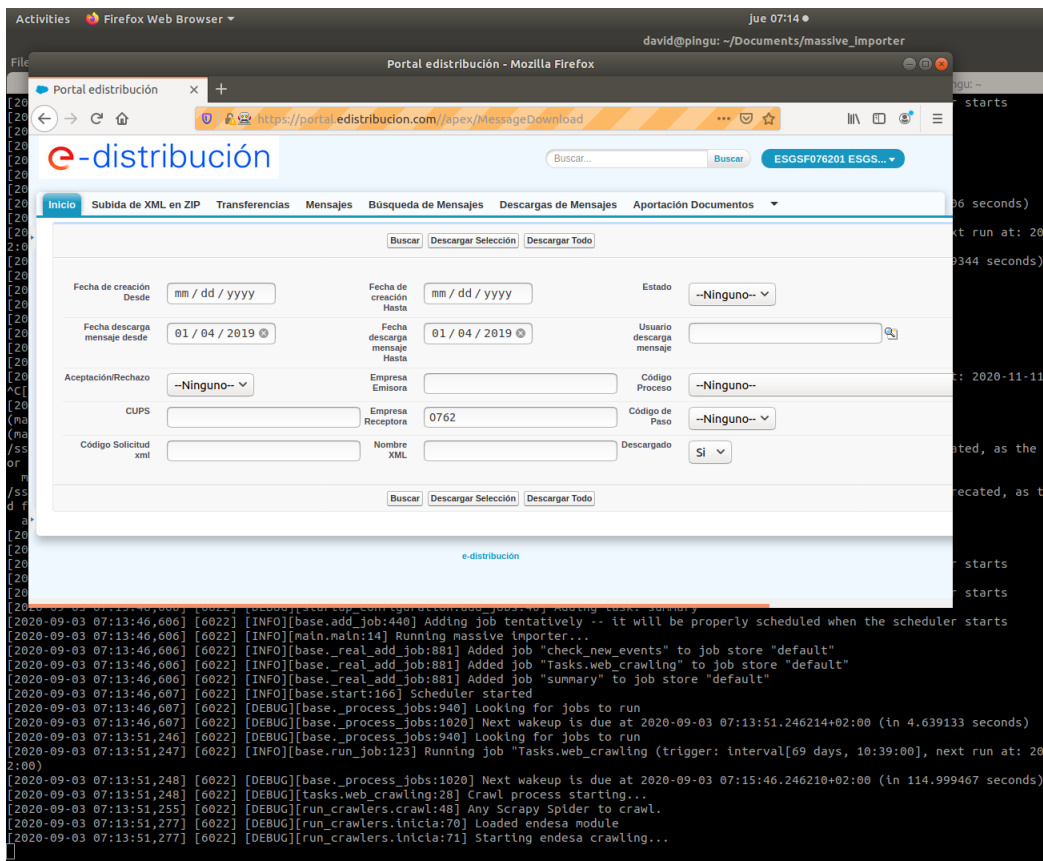 Activities Firefox Web Browser jue 07:14
david@pingu: ~/Documents/massive_importer
File
Portal edistribución - Mozilla Firefox
Portal edistribución
https://portal.edistribucion.com//apex/MessageDownload
e-distribución
Buscar... Buscar ESGSF076201 ESGS...
Inicio Subida de XML en ZIP Transferencias Mensajes Búsqueda de Mensajes Descargas de Mensajes Aportación Documentos
Buscar Descargar Selección Descargar Todo
Fecha de creación Desde mm / dd / yyyy Fecha de creación Hasta mm / dd / yyyy Estado --Ninguno--
Fecha descarga mensaje desde 01 / 04 / 2019 Fecha descarga mensaje Hasta 01 / 04 / 2019 Usuario descarga mensaje
Aceptación/Rechazo --Ninguno-- Empresa Emisora Código Proceso --Ninguno--
CUPS Empresa Receptora 0762 Código de Paso --Ninguno--
Código Solicitud xml Nombre XML Descargado Si
Buscar Descargar Selección Descargar Todo
e-distribución
starts
06 seconds)
xt run at: 20
9344 seconds)
t: 2020-11-11
ated, as the
recated, as t
starts
starts
[2020-09-03 07:13:46,606] [6022] [DEBUG][startup_configuration.add_jobs:40] Adding task: summary
[2020-09-03 07:13:46,606] [6022] [INFO][base.add_job:440] Adding job tentatively -- it will be properly scheduled when the scheduler starts
[2020-09-03 07:13:46,606] [6022] [INFO][main.main:14] Running massive importer...
[2020-09-03 07:13:46,606] [6022] [INFO][base._real_add_job:881] Added job "check_new_events" to job store "default"
[2020-09-03 07:13:46,606] [6022] [INFO][base._real_add_job:881] Added job "Tasks.web_crawling" to job store "default"
[2020-09-03 07:13:46,606] [6022] [INFO][base._real_add_job:881] Added job "summary" to job store "default"
[2020-09-03 07:13:46,607] [6022] [INFO][base.start:166] Scheduler started
[2020-09-03 07:13:46,607] [6022] [DEBUG][base._process_jobs:940] Looking for jobs to run
[2020-09-03 07:13:46,607] [6022] [DEBUG][base._process_jobs:1020] Next wakeup is due at 2020-09-03 07:13:51.246214+02:00 (in 4.639133 seconds)
[2020-09-03 07:13:51,246] [6022] [DEBUG][base._process_jobs:940] Looking for jobs to run
[2020-09-03 07:13:51,247] [6022] [INFO][base.run_job:123] Running job "Tasks.web_crawling (trigger: interval[69 days, 10:39:00], next run at: 20
2:00)
[2020-09-03 07:13:51,248] [6022] [DEBUG][base._process_jobs:1020] Next wakeup is due at 2020-09-03 07:15:46.246210+02:00 (in 114.999467 seconds)
[2020-09-03 07:13:51,248] [6022] [DEBUG][tasks.web_crawling:28] Crawl process starting...
[2020-09-03 07:13:51,255] [6022] [DEBUG][run_crawlers.crawl:48] Any Scrapy Spider to crawl.
[2020-09-03 07:13:51,277] [6022] [DEBUG][run_crawlers.inicia:70] Loaded endesa module
[2020-09-03 07:13:51,277] [6022] [DEBUG][run_crawlers.inicia:71] Starting endesa crawling...